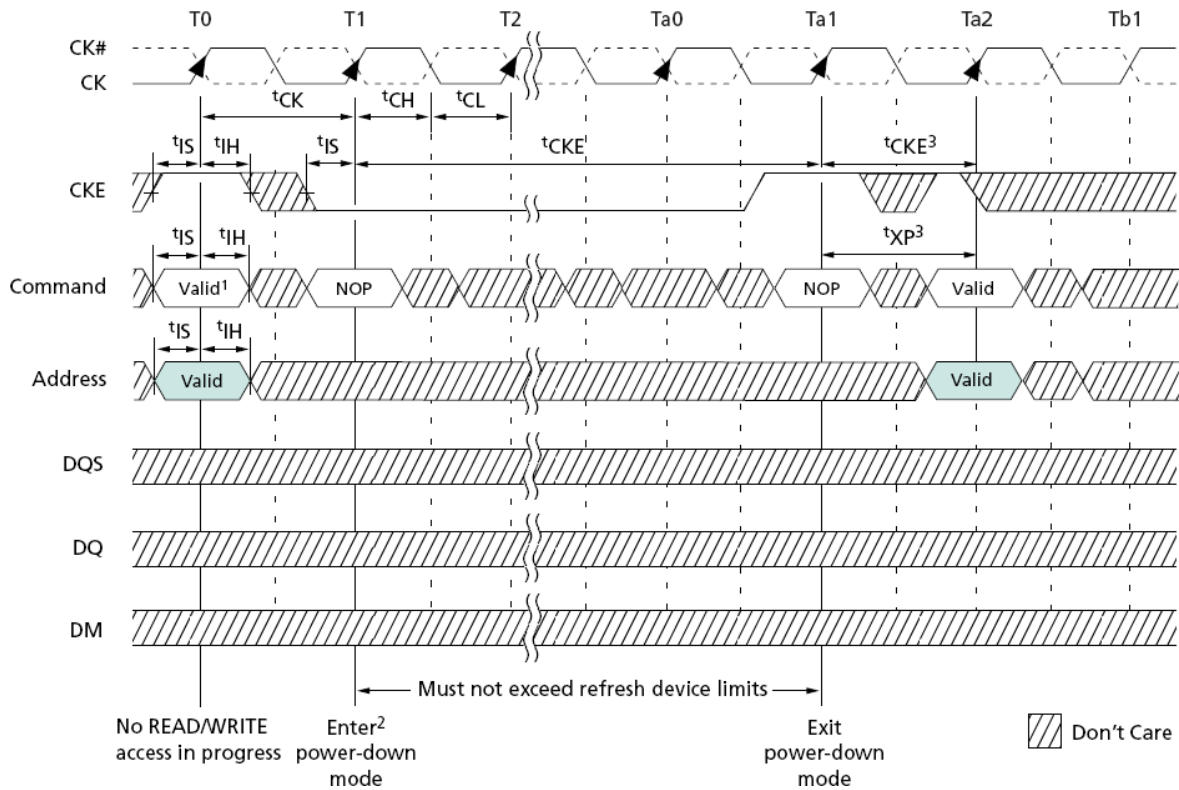 T0 T1 T2 Ta0 Ta1 Ta2 Tb1
CK#
CK
tCK tCH tCL
tIS tIH tIS tCKE tCKE3
CKE
tIS tIH tXP3
Command Valid1 NOP NOP Valid
tIS tIH
Address Valid Valid
DQS
DQ
DM
Must not exceed refresh device limits
No READ/WRITE
access in progress
Enter2
power-down
mode
Exit
power-down
mode
Don't Care